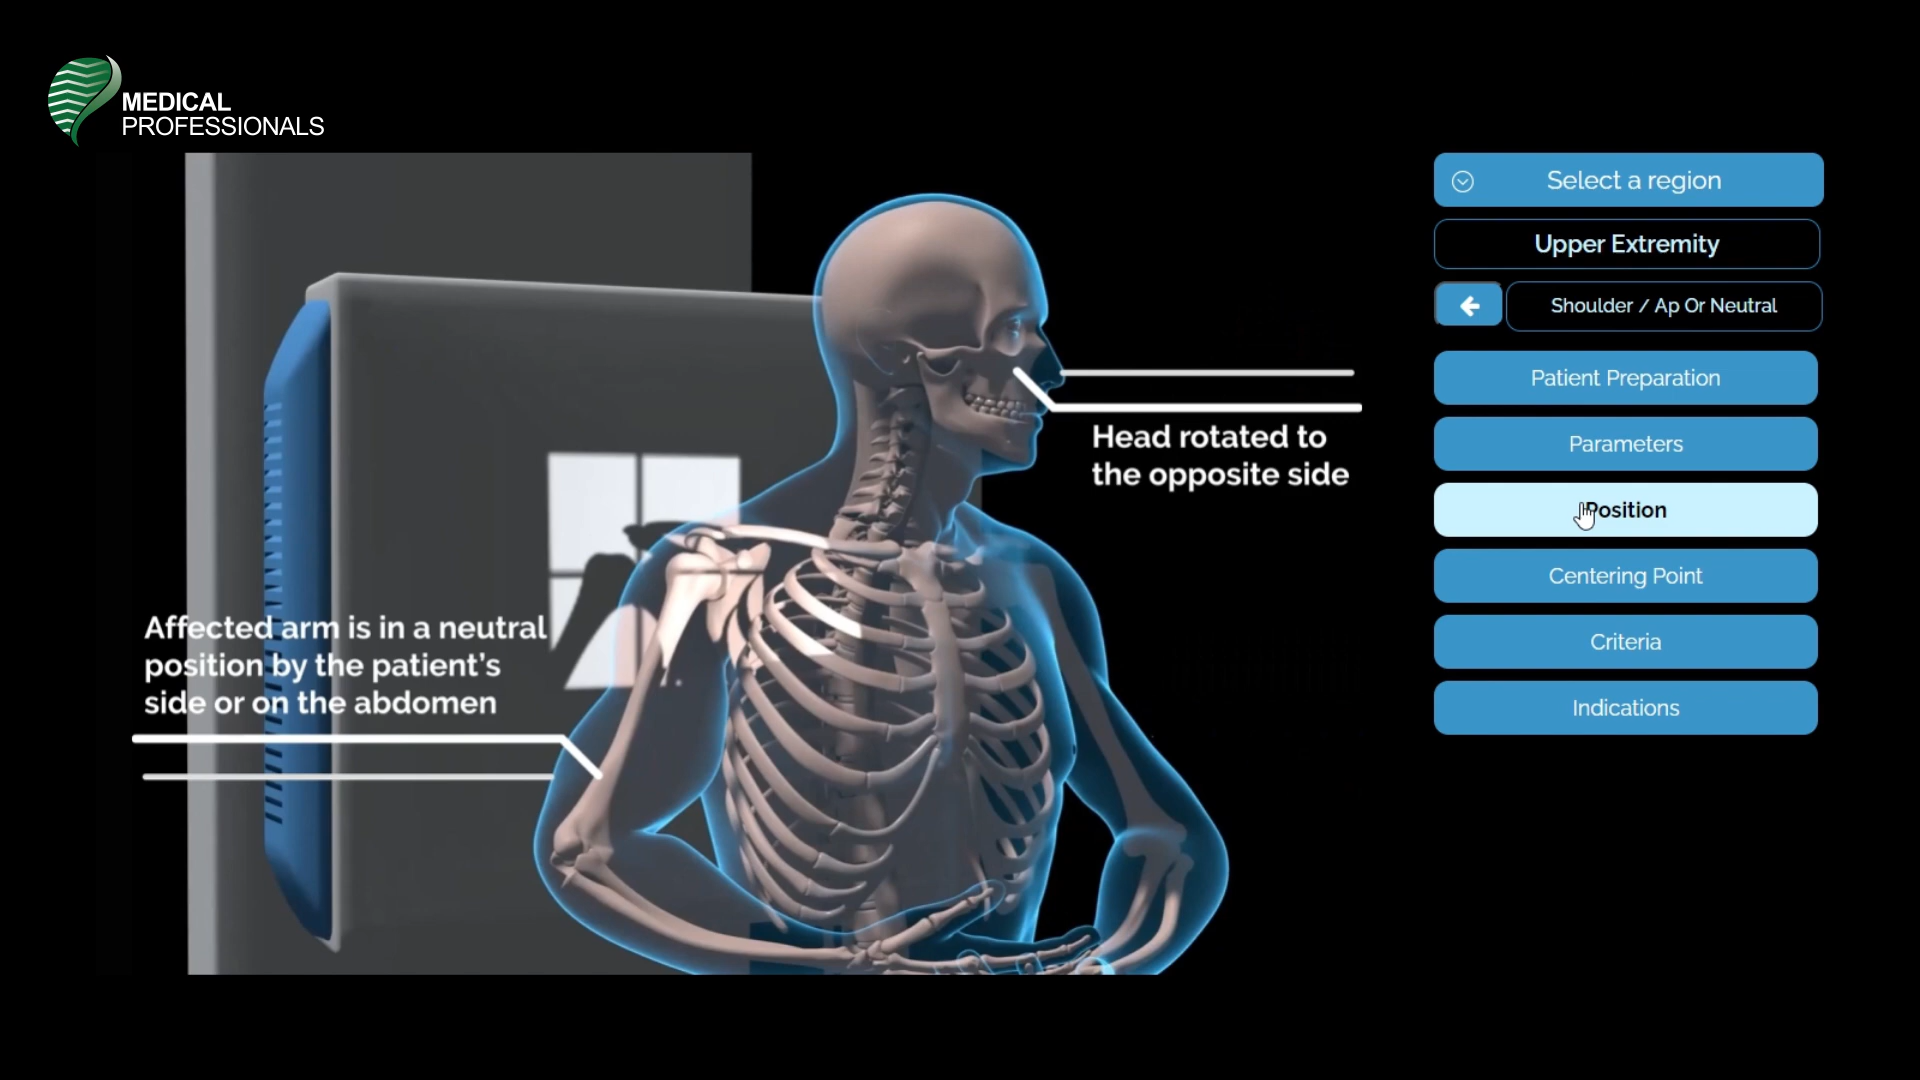 MEDICAL
PROFESSIONALS
Select a region
Upper Extremity
Shoulder / Ap Or Neutral
Patient Preparation
Parameters
Position
Centering Point
Criteria
Indications
Head rotated to
the opposite side
Affected arm is in a neutral
position by the patient's
side or on the abdomen